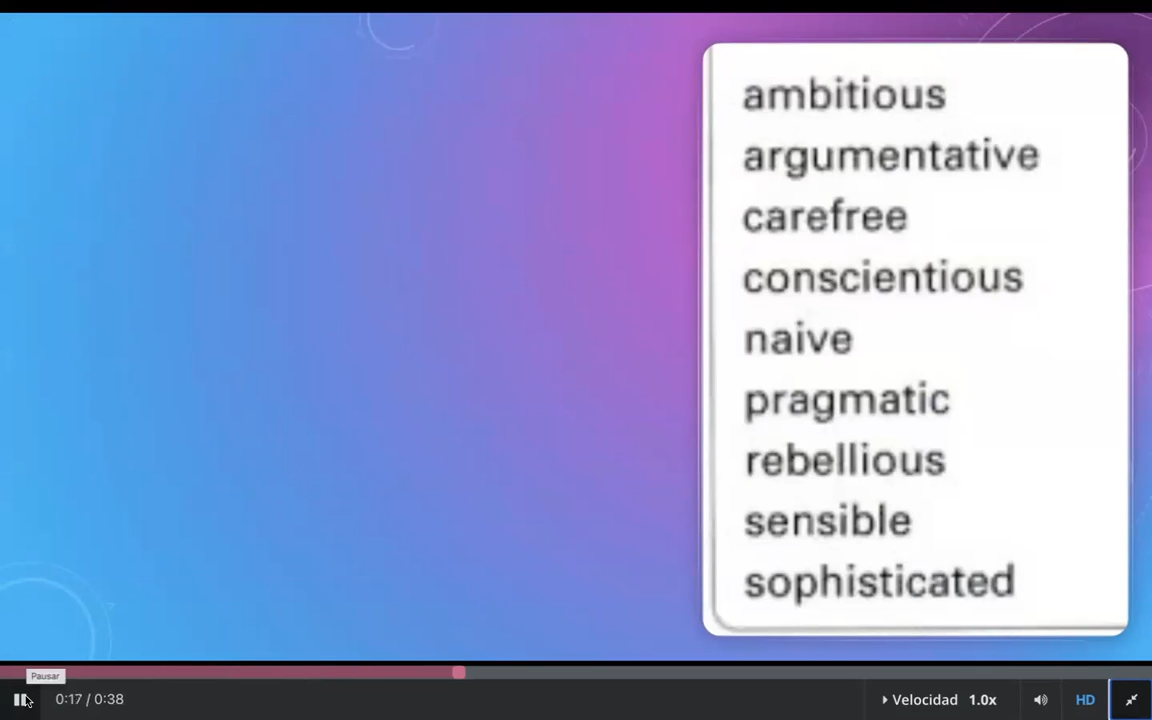 ambitious
argumentative
carefree
conscientious
naive
pragmatic
rebellious
sensible
sophisticated
Pausar
0:17 / 0:38
Velocidad 1.0x
HD